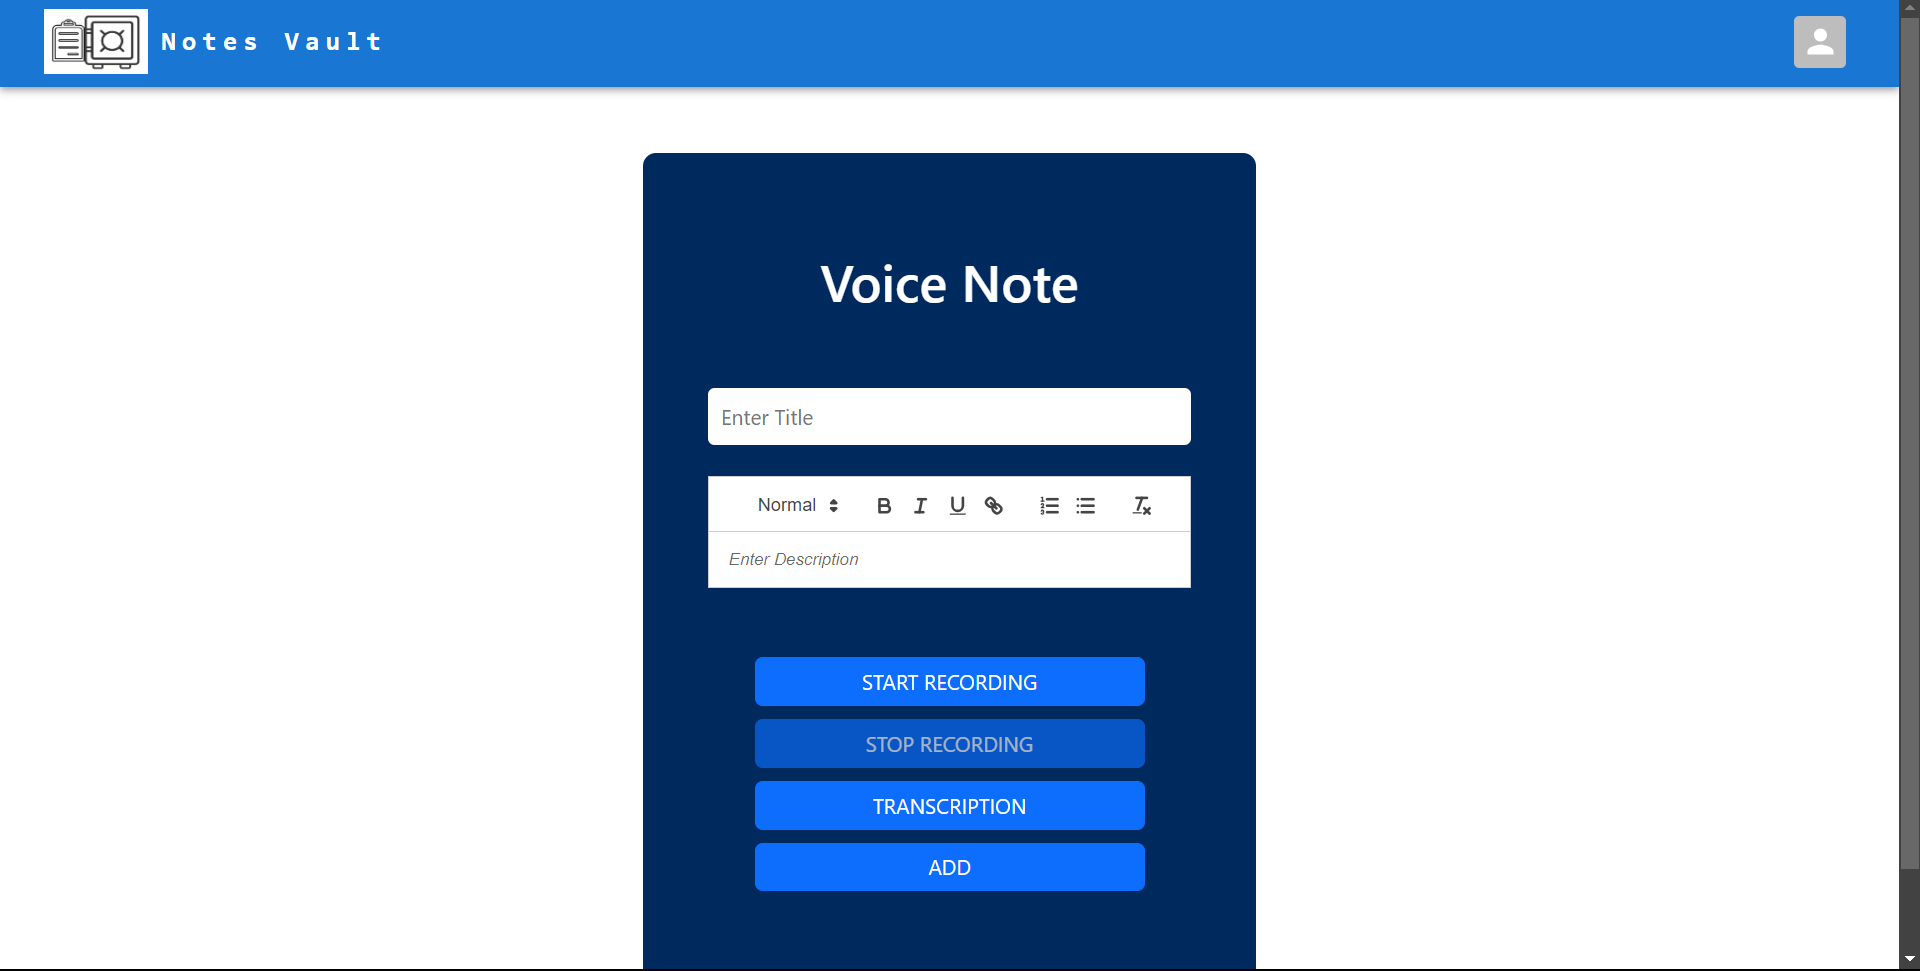 Notes Vault
Voice Note
Enter Title
Normal
Enter Description
START RECORDING
STOP RECORDING
TRANSCRIPTION
ADD